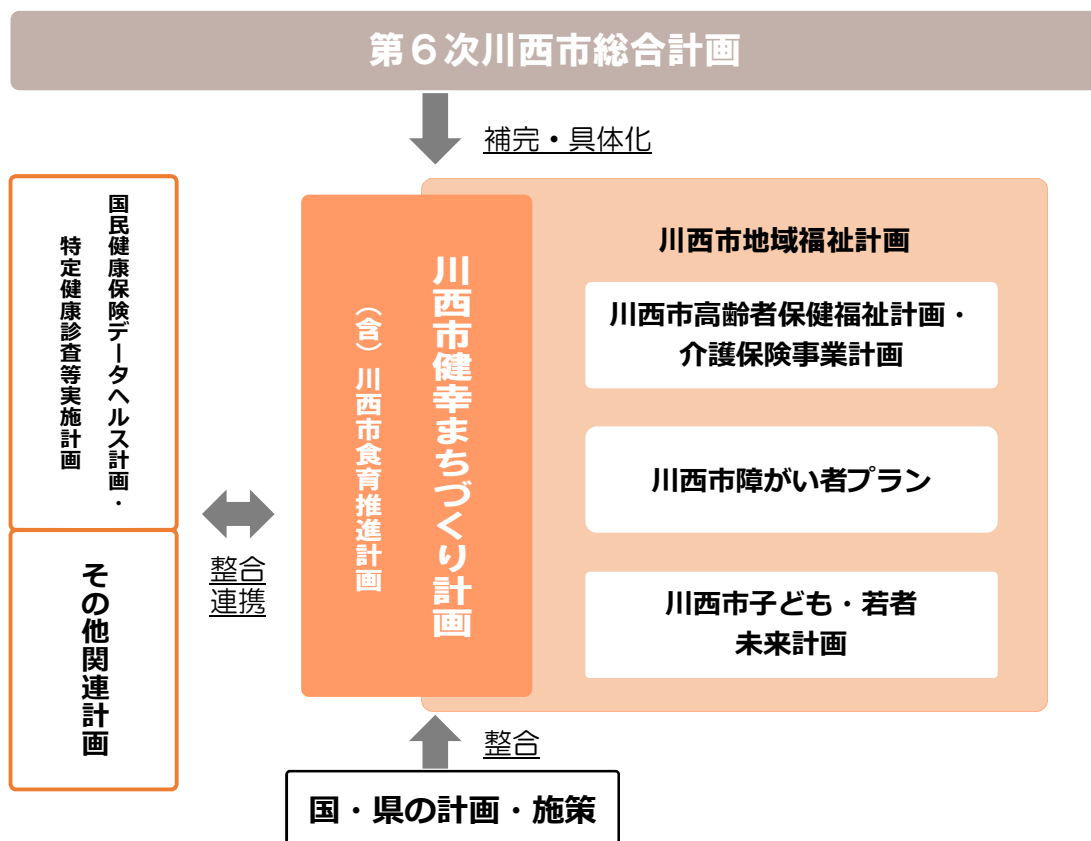 第６次川西市総合計画
補完・具体化
国民健康保険データヘルス計画・
特定健康診査等実施計画
その他関連計画
整合
連携
川西市健幸まちづくり計画
（含）川西市食育推進計画
川西市地域福祉計画
川西市高齢者保健福祉計画・
介護保険事業計画
川西市障がい者プラン
川西市子ども・若者
未来計画
整合
国・県の計画・施策